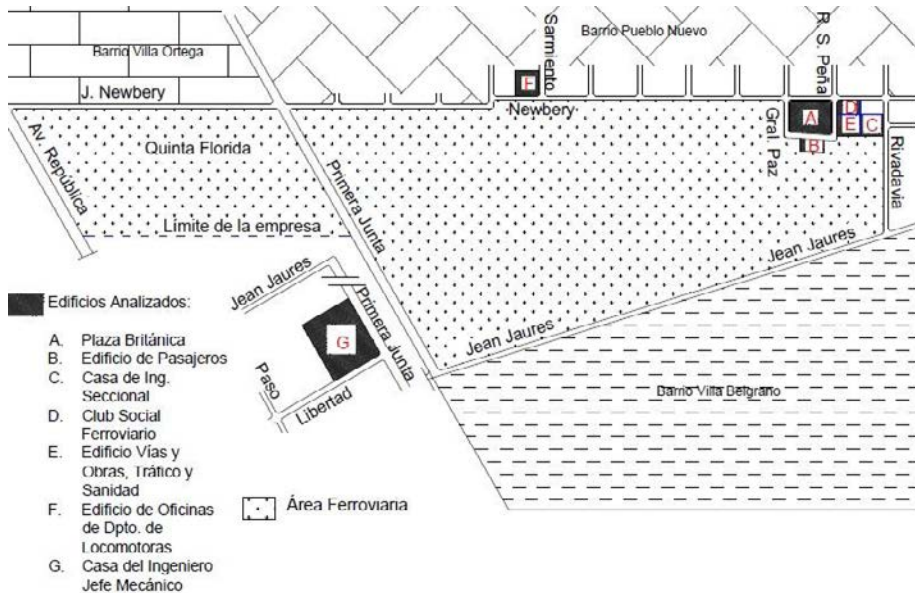 Barrio Villa Ortega
Sarmiento
Barrio Pueblo Nuevo
R. S. Peña
J. Newbery
F
Newbery
Gral. Paz
A
D
E
C
B
Rivadavia
Av. República
Quinta Florida
Primera Junta
Límite de la empresa
Jean Jaures
Jean Jaures
Primera Junta
G
Jean Jaures
Paso
Libertad
Barrio Villa Belgrano
Edificios Analizados:
A. Plaza Británica
B. Edificio de Pasajeros
C. Casa de Ing.
Seccional
D. Club Social
Ferroviario
E. Edificio Vías y
Obras, Tráfico y
Sanidad
F. Edificio de Oficinas
de Dpto. de
Locomotoras
G. Casa del Ingeniero
Jefe Mecánico
Área Ferroviaria